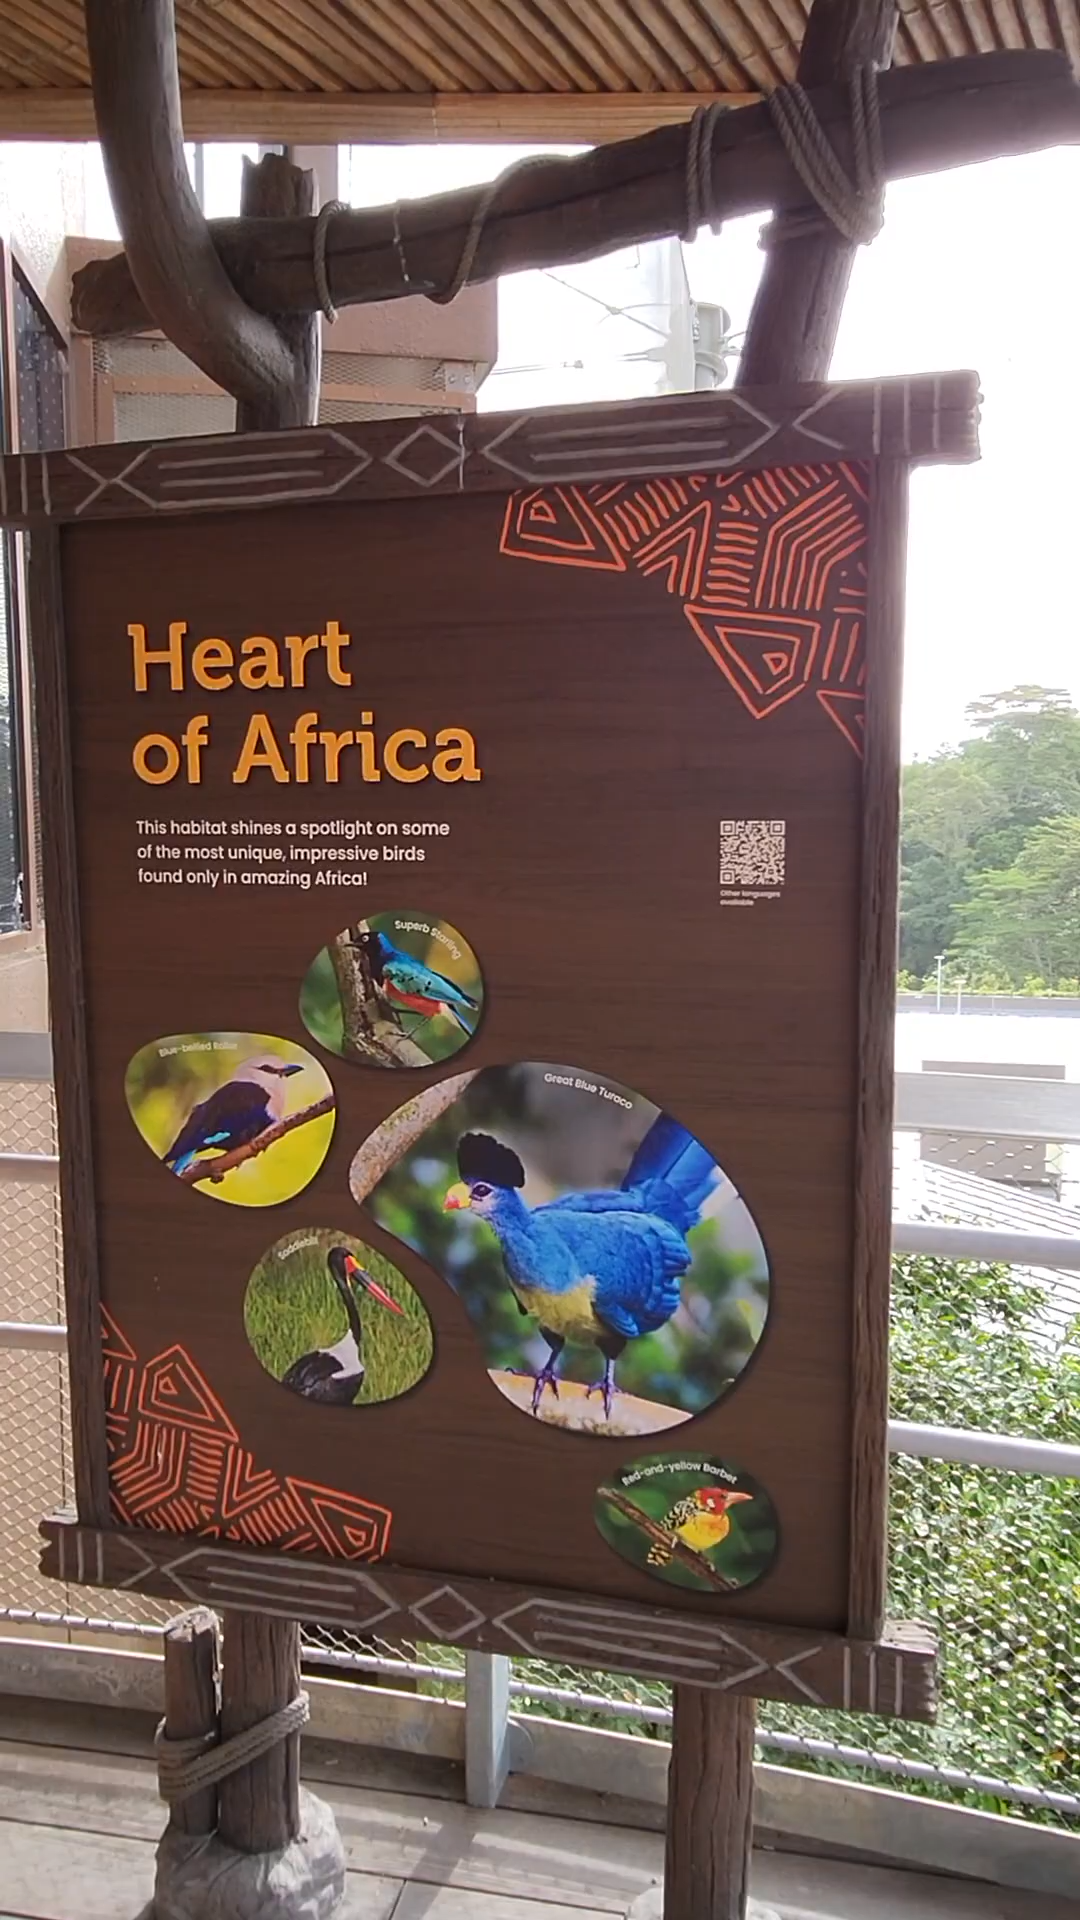 Heart
of Africa
This habitat shines a spotlight on some
of the most unique, impressive birds
found only in amazing Africa!
Other languages
available
Superb Starling
Blue-bellied Roller
Great Blue Turaco
Saddlebill
Red-and-yellow Barbet